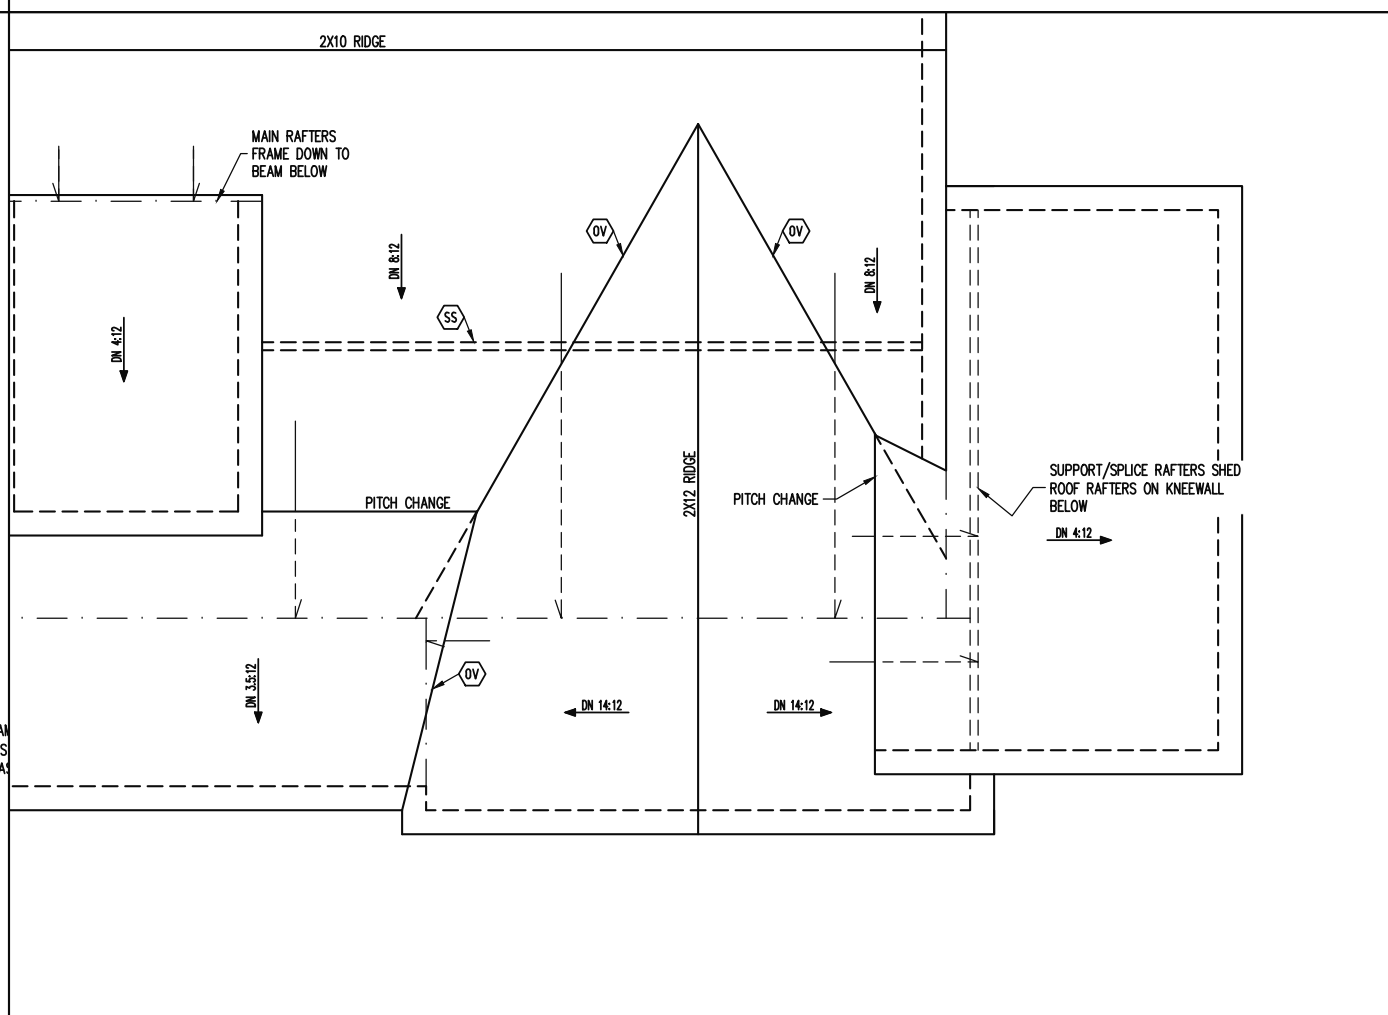 2X10 RIDGE
MAIN RAFTERS
FRAME DOWN TO
BEAM BELOW
OV
OV
DN 8:12
DN 8:12
SS
DN 4:12
2X12 RIDGE
PITCH CHANGE
PITCH CHANGE
SUPPORT/SPLICE RAFTERS SHED
ROOF RAFTERS ON KNEEWALL
BELOW
DN 4:12
OV
DN 3.5:12
DN 14:12
DN 14:12